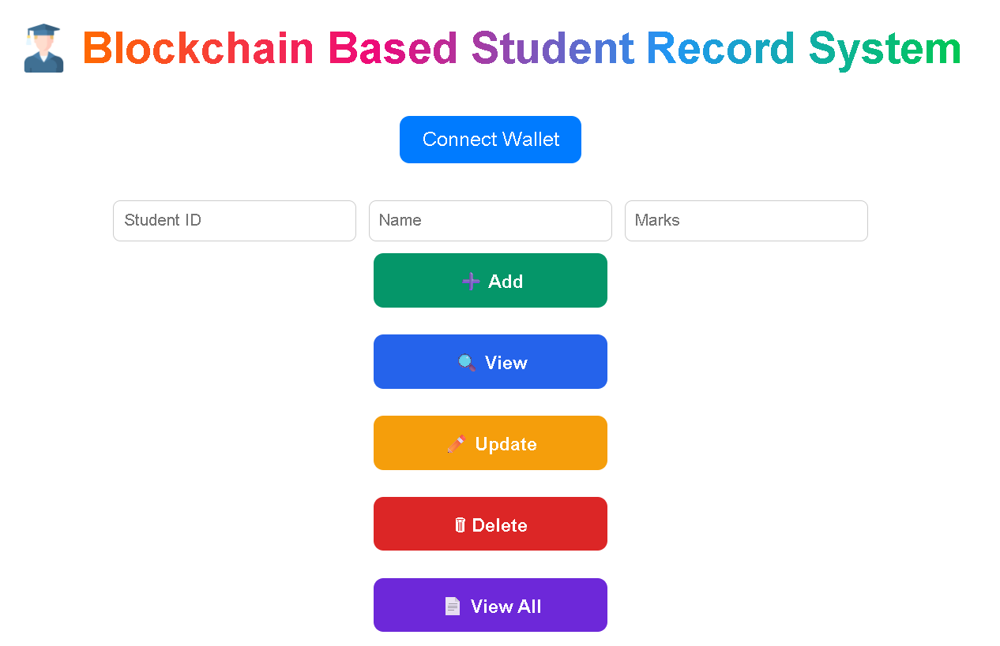 Blockchain Based Student Record System
Connect Wallet
Student ID Name Marks
Add
View
Update
Delete
View All